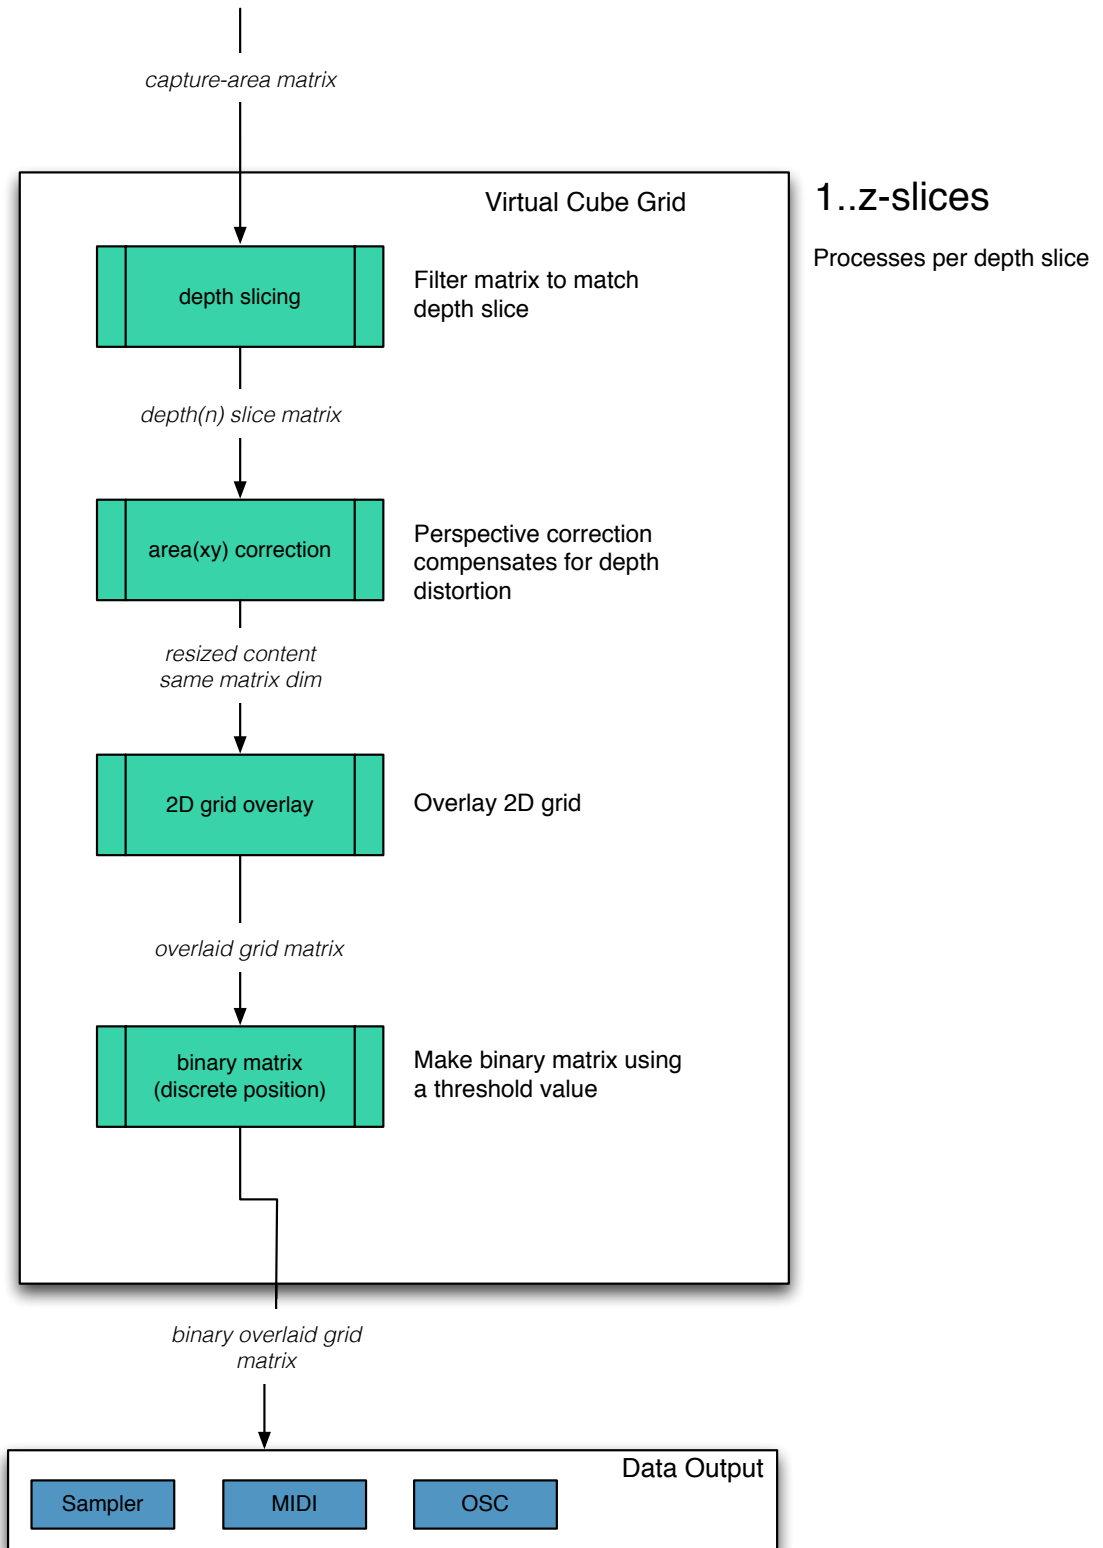 capture-area matrix
Virtual Cube Grid
1..z-slices
Processes per depth slice
depth slicing
Filter matrix to match
depth slice
depth(n) slice matrix
area(xy) correction
Perspective correction
compensates for depth
distortion
resized content
same matrix dim
2D grid overlay
Overlay 2D grid
overlaid grid matrix
binary matrix
(discrete position)
Make binary matrix using
a threshold value
binary overlaid grid
matrix
Data Output
Sampler
MIDI
OSC